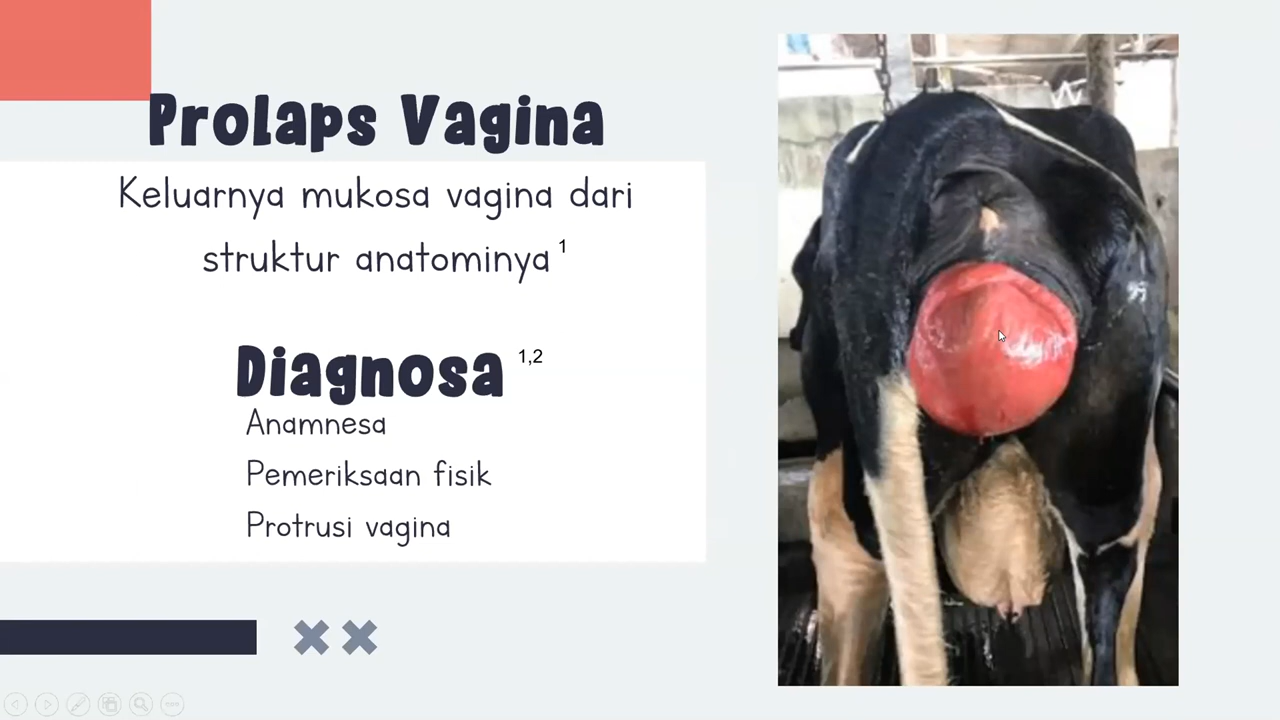 Prolaps Vagina
Keluarnya mukosa vagina dari
struktur anatominya 1
Diagnosa 1,2
Anamnesa
Pemeriksaan fisik
Protrusi vagina